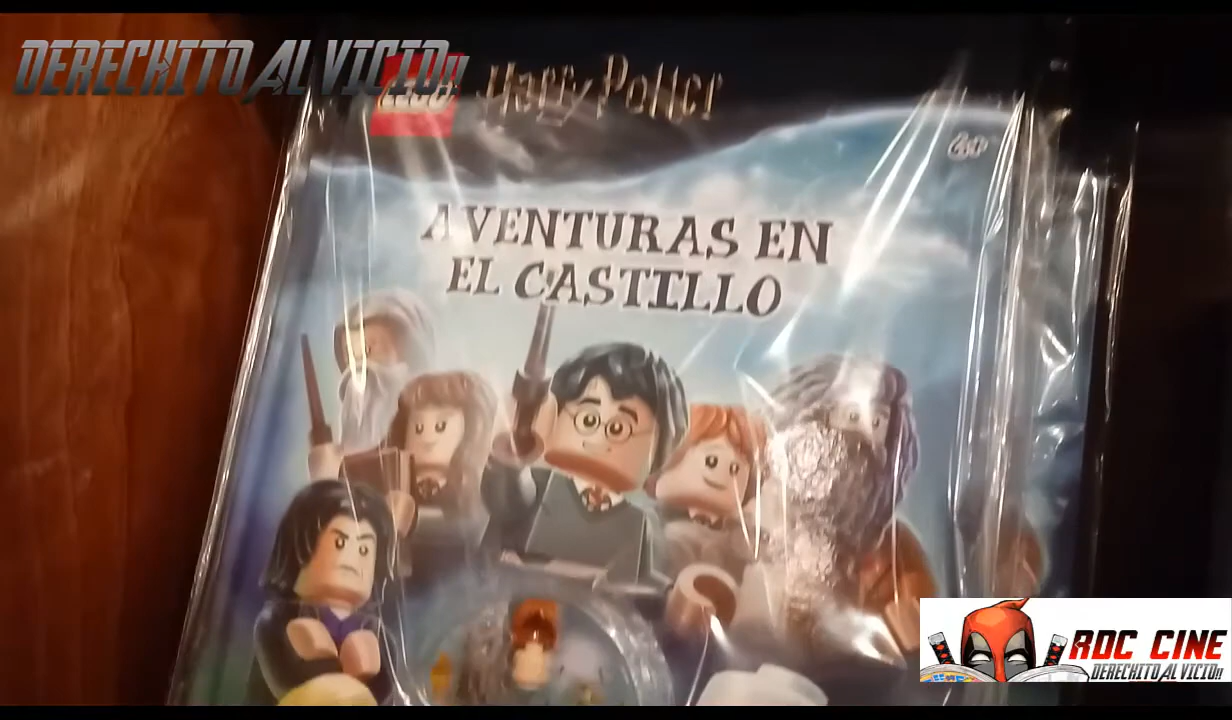 DERECHITO AL VICIO!!
LEGO Harry Potter
AVENTURAS EN
EL CASTILLO
RDC CINE
DERECHITO AL VICIO!!